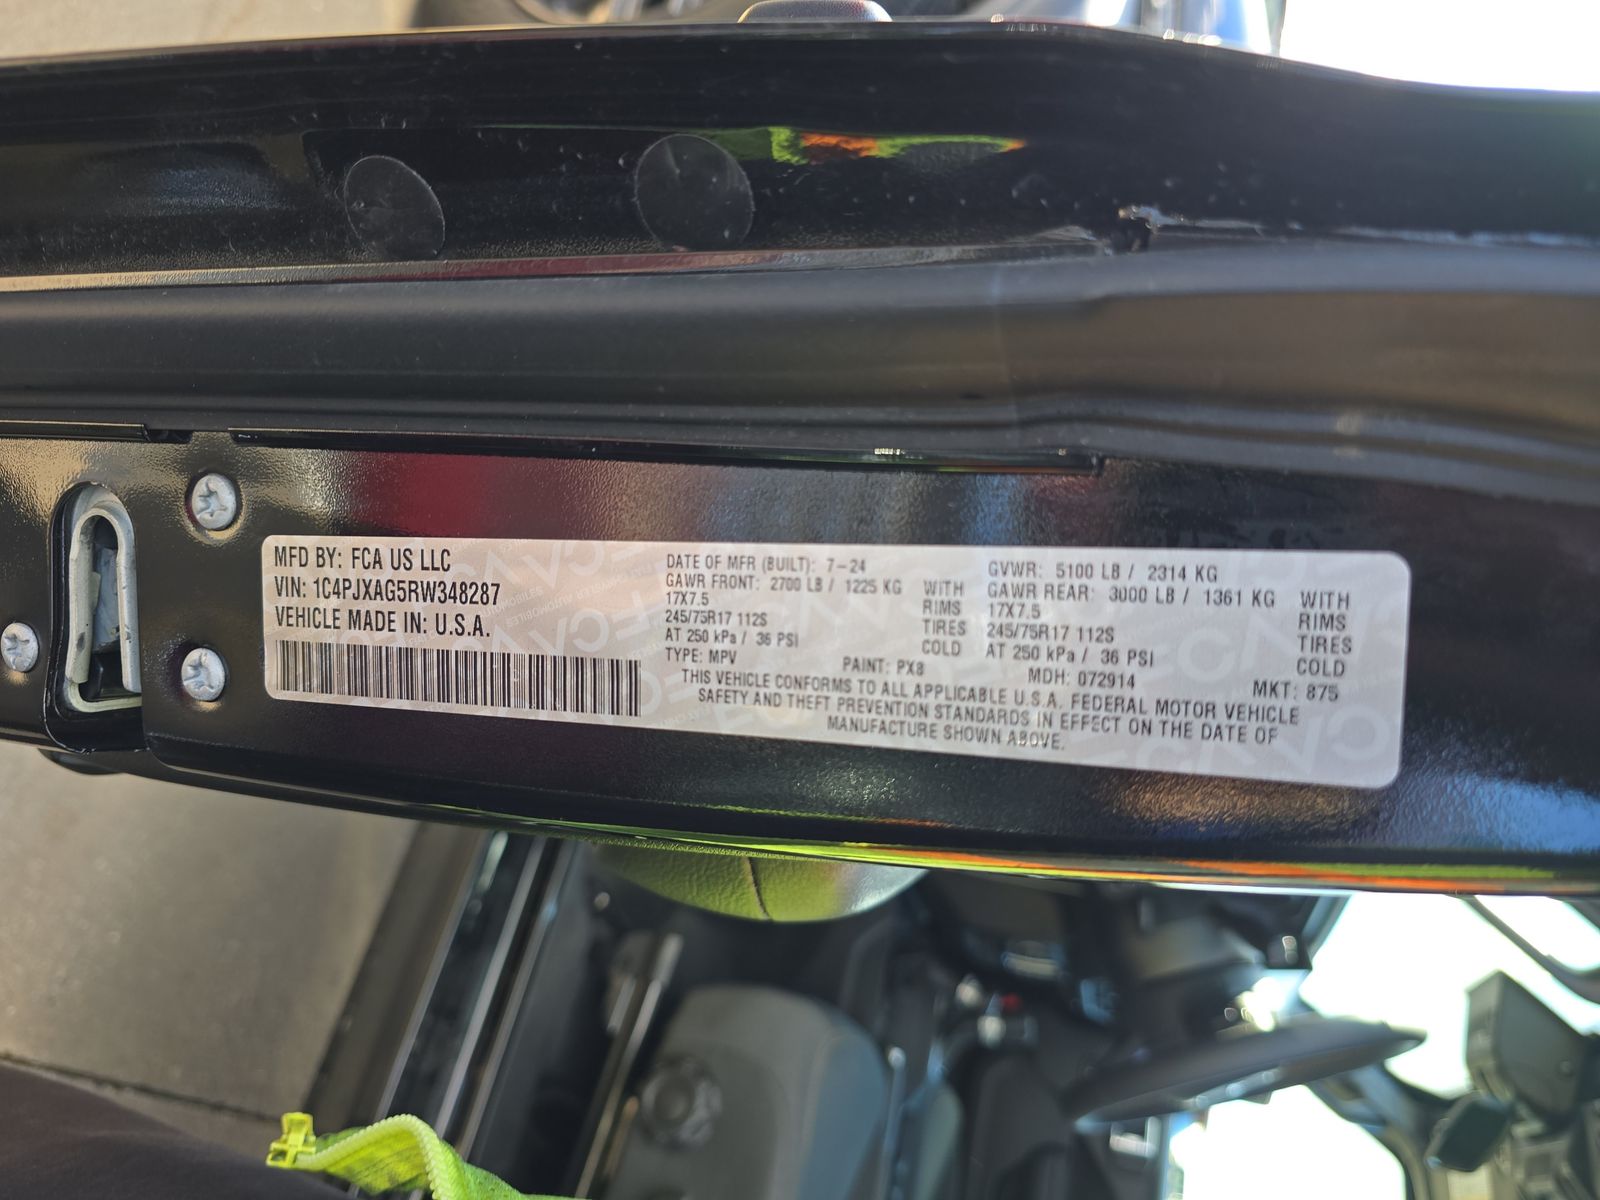 MFD BY: FCA US LLC
VIN: 1C4PJXAG5RW348287
VEHICLE MADE IN: U.S.A.
DATE OF MFR (BUILT): 7-24
GAWR FRONT: 2700 LB / 1225 KG WITH
17X7.5 RIMS
245/75R17 112S TIRES
AT 250 kPa / 36 PSI COLD
GVWR: 5100 LB / 2314 KG
GAWR REAR: 3000 LB / 1361 KG WITH
17X7.5 RIMS
245/75R17 112S TIRES
AT 250 kPa / 36 PSI COLD
TYPE: MPV PAINT: PX8 MDH: 072914 MKT: 875
THIS VEHICLE CONFORMS TO ALL APPLICABLE U.S.A. FEDERAL MOTOR VEHICLE
SAFETY AND THEFT PREVENTION STANDARDS IN EFFECT ON THE DATE OF
MANUFACTURE SHOWN ABOVE.